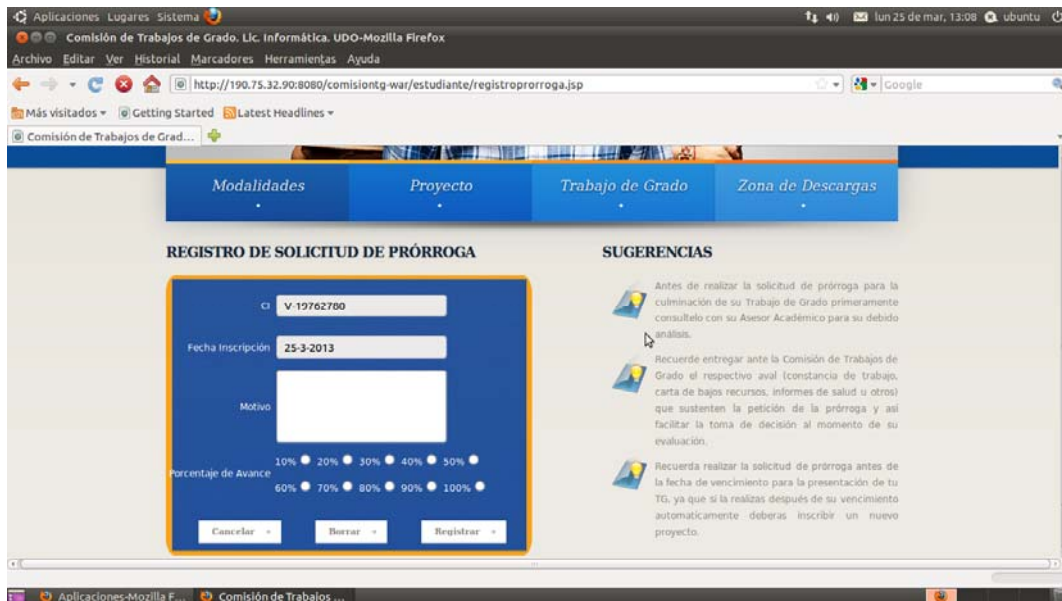 Aplicaciones Lugares Sistema
lun 25 de mar, 13:08 ubuntu
Comisión de Trabajos de Grado. Lic. Informática. UDO-Mozilla Firefox
Archivo Editar Ver Historial Marcadores Herramientas Ayuda
http://190.75.32.90:8080/comisiontg-war/estudiante/registroprorroga.jsp
Google
Más visitados Getting Started Latest Headlines
Comisión de Trabajos de Grad...
Modalidades Proyecto Trabajo de Grado Zona de Descargas
REGISTRO DE SOLICITUD DE PRÓRROGA
CI V-19762780
Fecha Inscripción 25-3-2013
Motivo
Porcentaje de Avance
10% 20% 30% 40% 50%
60% 70% 80% 90% 100%
Cancelar Borrar Registrar
SUGERENCIAS
Antes de realizar la solicitud de prórroga para la
culminación de su Trabajo de Grado primeramente
consultelo con su Asesor Académico para su debido
análisis.
Recuerde entregar ante la Comisión de Trabajos de
Grado el respectivo aval (constancia de trabajo,
carta de bajos recursos, informes de salud u otros)
que sustenten la petición de la prórroga y así
facilitar la toma de decisión al momento de su
evaluación.
Recuerda realizar la solicitud de prórroga antes de
la fecha de vencimiento para la presentación de tu
TG, ya que si la realizas después de su vencimiento
automaticamente deberas inscribir un nuevo
proyecto.
Aplicaciones-Mozilla F... Comisión de Trabajos ...